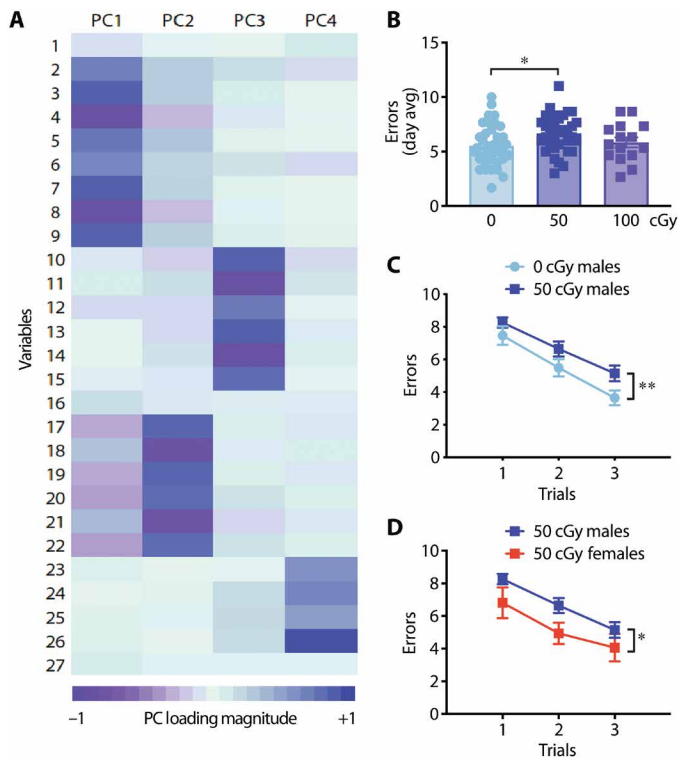 A
PC1 PC2 PC3 PC4
Variables
1
2
3
4
5
6
7
8
9
10
11
12
13
14
15
16
17
18
19
20
21
22
23
24
25
26
27
−1 PC loading magnitude +1
B
Errors
(day avg)
15
10
5
0
*
0 50 100 cGy
C
0 cGy males
50 cGy males
Errors
10
8
6
4
2
0
**
1 2 3
Trials
D
50 cGy males
50 cGy females
Errors
10
8
6
4
2
0
*
1 2 3
Trials